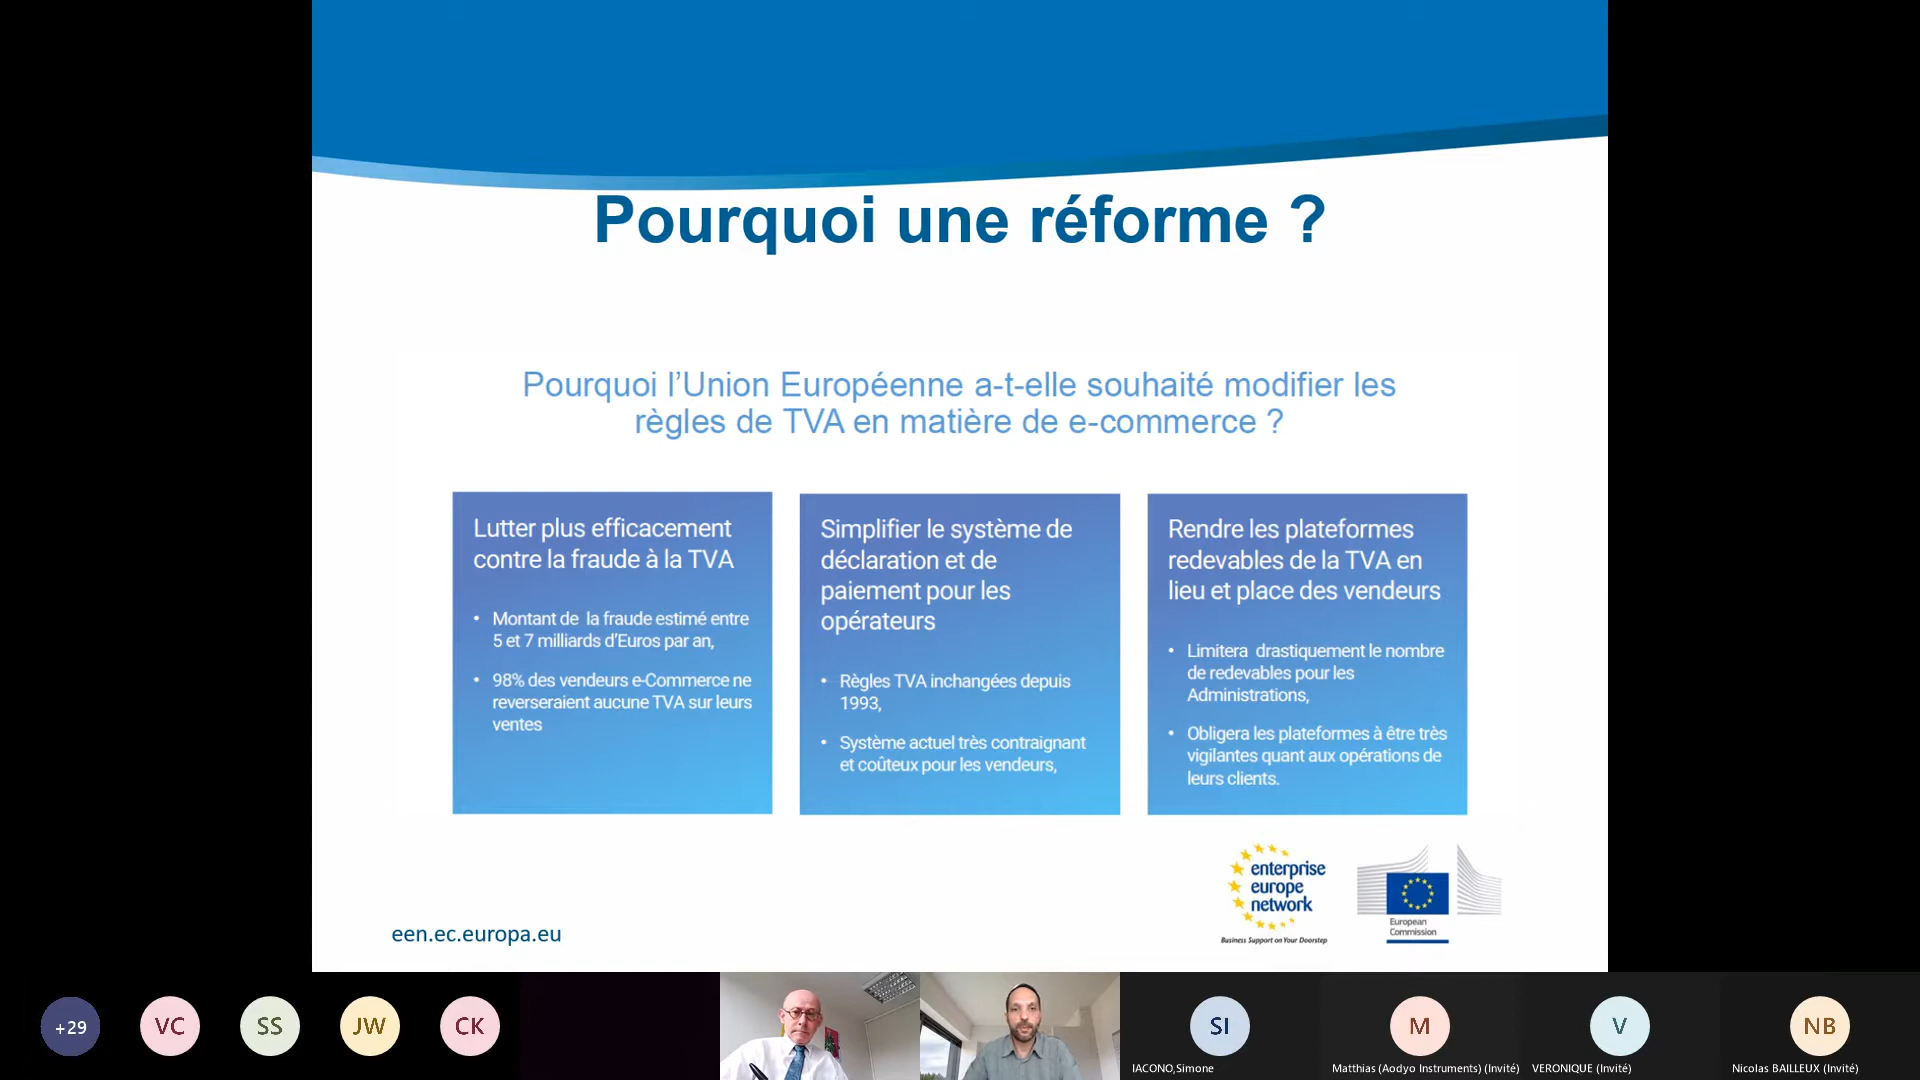 Pourquoi une réforme ?
Pourquoi l'Union Européenne a-t-elle souhaité modifier les
règles de TVA en matière de e-commerce ?
Lutter plus efficacement
contre la fraude à la TVA
• Montant de la fraude estimé entre
5 et 7 milliards d'Euros par an,
• 98% des vendeurs e-Commerce ne
reverseraient aucune TVA sur leurs
ventes
Simplifier le système de
déclaration et de
paiement pour les
opérateurs
• Règles TVA inchangées depuis
1993,
• Système actuel très contraignant
et coûteux pour les vendeurs,
Rendre les plateformes
redevables de la TVA en
lieu et place des vendeurs
• Limitera drastiquement le nombre
de redevables pour les
Administrations,
• Obligera les plateformes à être très
vigilantes quant aux opérations de
leurs clients.
een.ec.europa.eu
enterprise
europe
network
Business Support on Your Doorstep
European
Commission
+29
VC
SS
JW
CK
SI
IACONO,Simone
M
Matthias (Aodyo Instruments) (Invité)
V
VERONIQUE (Invité)
NB
Nicolas BAILLEUX (Invité)